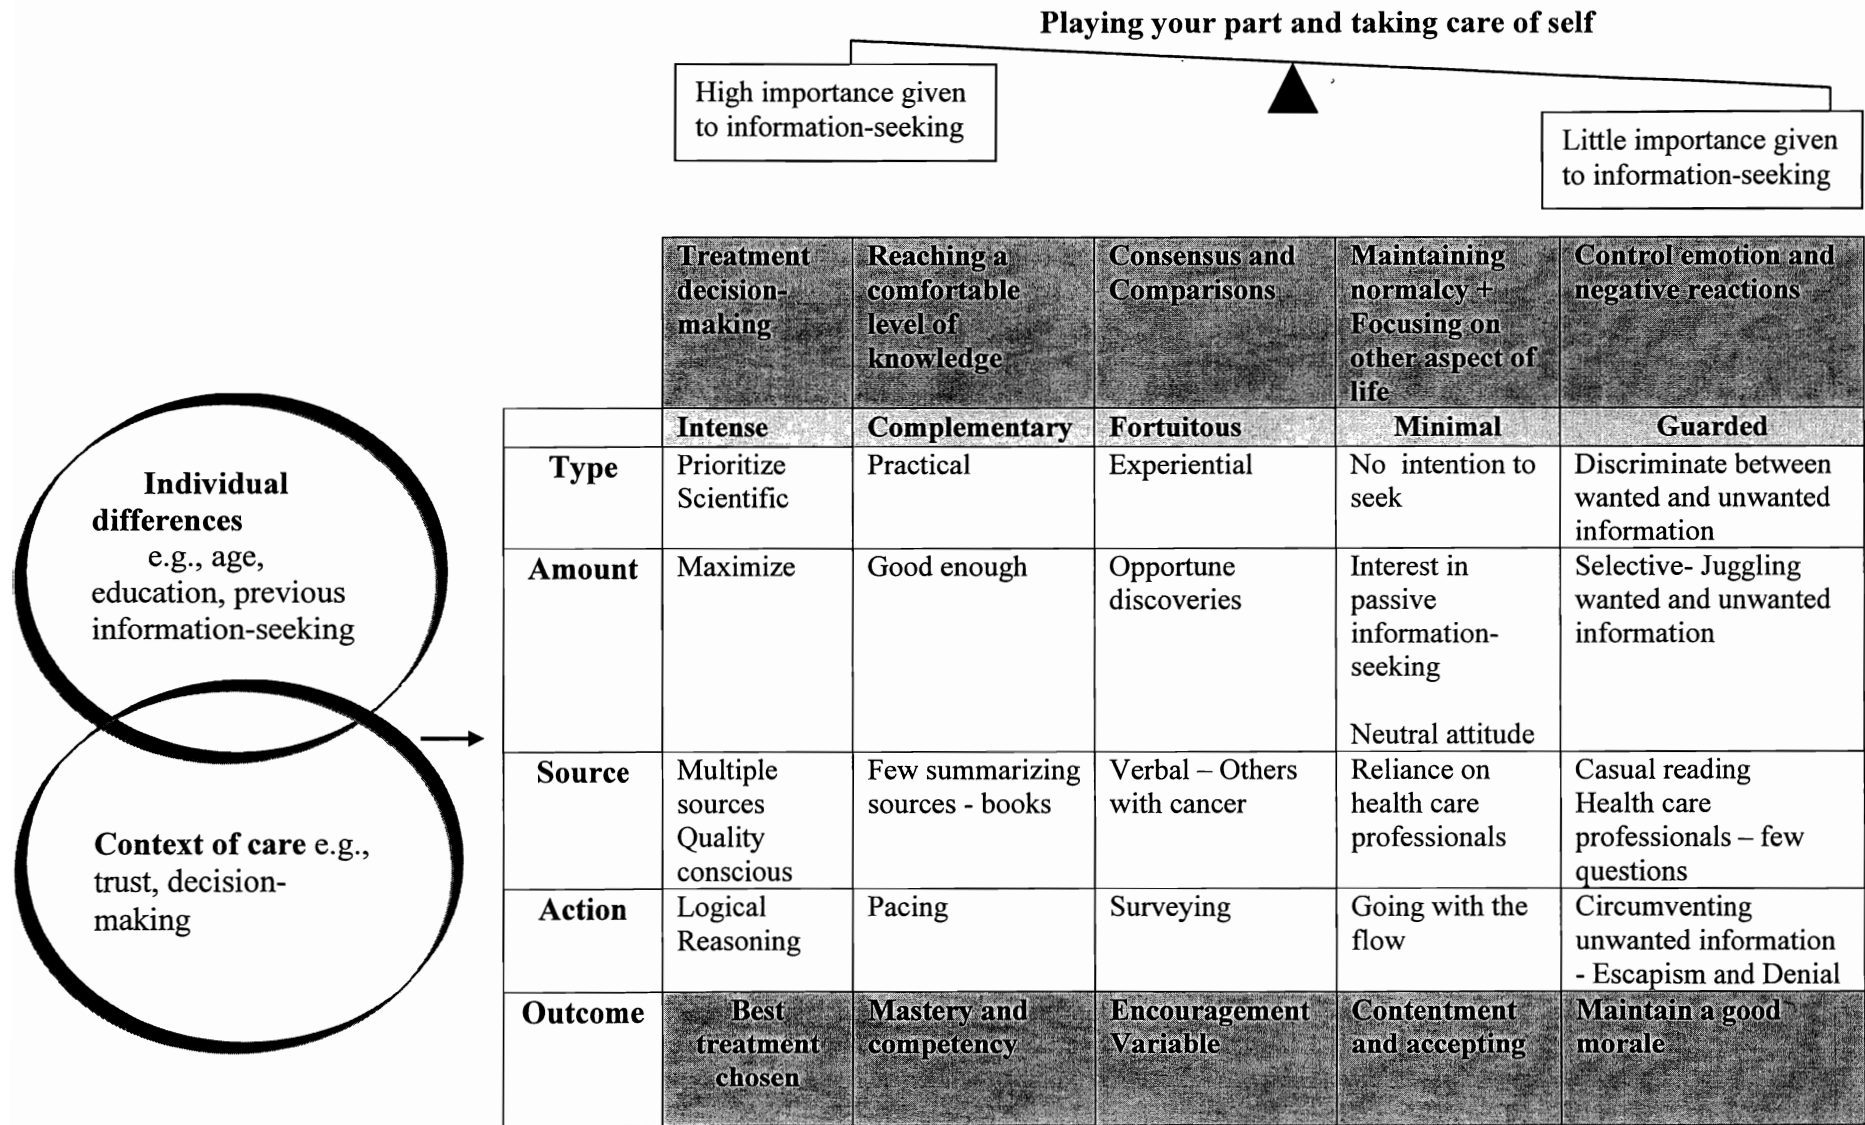 Playing your part and taking care of self
High importance given
to information-seeking
Little importance given
to information-seeking
Individual
differences
e.g., age,
education, previous
information-seeking
Context of care e.g.,
trust, decision-
making
Treatment
decision-
making
Reaching a
comfortable
level of
knowledge
Consensus and
Comparisons
Maintaining
normalcy +
Focusing on
other aspect of
life
Control emotion and
negative reactions
Intense
Complementary
Fortuitous
Minimal
Guarded
Type
Prioritize
Scientific
Practical
Experiential
No intention to
seek
Discriminate between
wanted and unwanted
information
Amount
Maximize
Good enough
Opportune
discoveries
Interest in
passive
information-
seeking
Neutral attitude
Selective- Juggling
wanted and unwanted
information
Source
Multiple
sources
Quality
conscious
Few summarizing
sources - books
Verbal – Others
with cancer
Reliance on
health care
professionals
Casual reading
Health care
professionals – few
questions
Action
Logical
Reasoning
Pacing
Surveying
Going with the
flow
Circumventing
unwanted information
- Escapism and Denial
Outcome
Best
treatment
chosen
Mastery and
competency
Encouragement
Variable
Contentment
and accepting
Maintain a good
morale